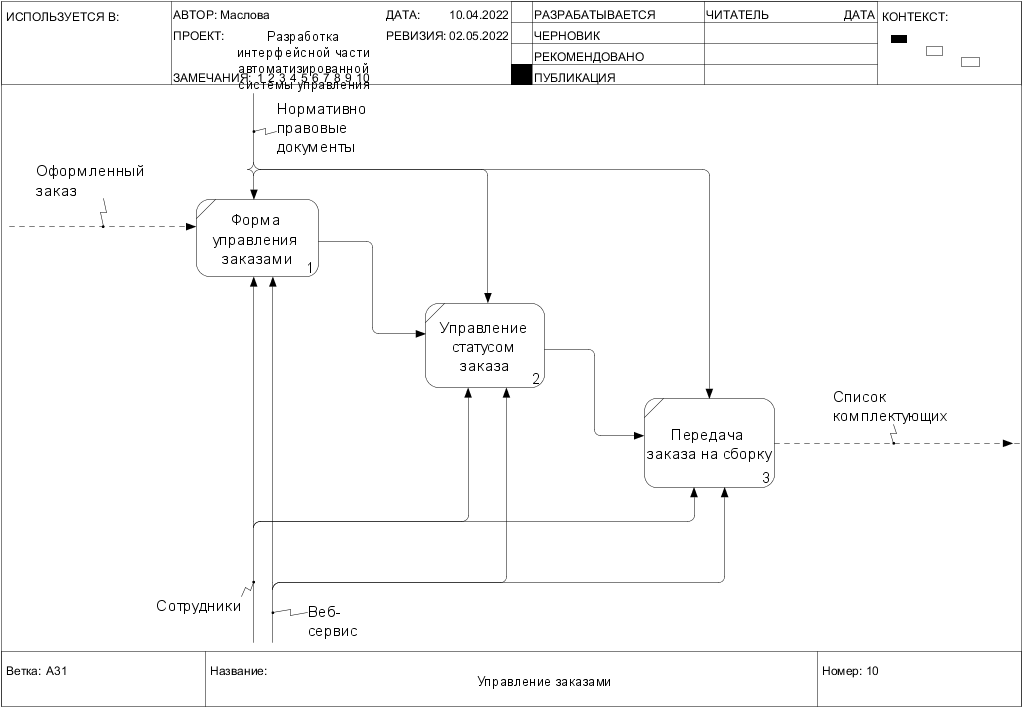 ИСПОЛЬЗУЕТСЯ В:
АВТОР: Маслова
ДАТА: 10.04.2022
РАЗРАБАТЫВАЕТСЯ
ЧИТАТЕЛЬ
ДАТА
КОНТЕКСТ:
ПРОЕКТ:
Разработка
интерфейсной части
автоматизированной
системы управления
РЕВИЗИЯ: 02.05.2022
ЧЕРНОВИК
РЕКОМЕНДОВАНО
ЗАМЕЧАНИЯ: 1 2 3 4 5 6 7 8 9 10
ПУБЛИКАЦИЯ
Нормативно
правовые
документы
Оформленный
заказ
Форма
управления
заказами
1
Управление
статусом
заказа
2
Передача
заказа на сборку
3
Список
комплектующих
Сотрудники
Веб-
сервис
Ветка: А31
Название:
Управление заказами
Номер: 10